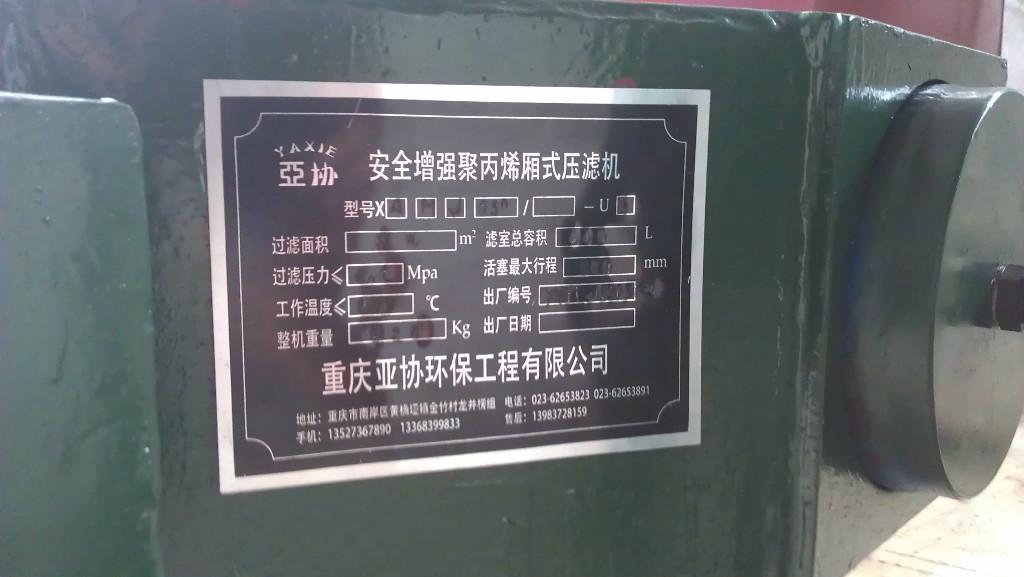 YAXIE
亞协
安全增强聚丙烯厢式压滤机
型号X / -U
过滤面积 m² 滤室总容积 L
过滤压力≤ Mpa 活塞最大行程 mm
工作温度≤ ℃ 出厂编号
整机重量 Kg 出厂日期
重庆亚协环保工程有限公司
地址：重庆市南岸区黄桷垭镇金竹村龙井 组 电话：023-62653823 023-62653891
手机：13527367890 13368399833 售后：13983728159